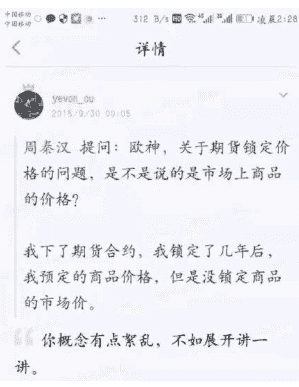 中国移动 312 B/s HD 4G 3G 凌晨2:28
中国移动
详情
yevon_ou
2015/9/30 09:05
周秦汉 提问：欧神，关于期货锁定价
格的问题，是不是说的是市场上商品
的价格？
我下了期货合约，我锁定了几年后，
我预定的商品价格，但是没锁定商品
的市场价。
你概念有点絮乱，不如展开讲一
讲。